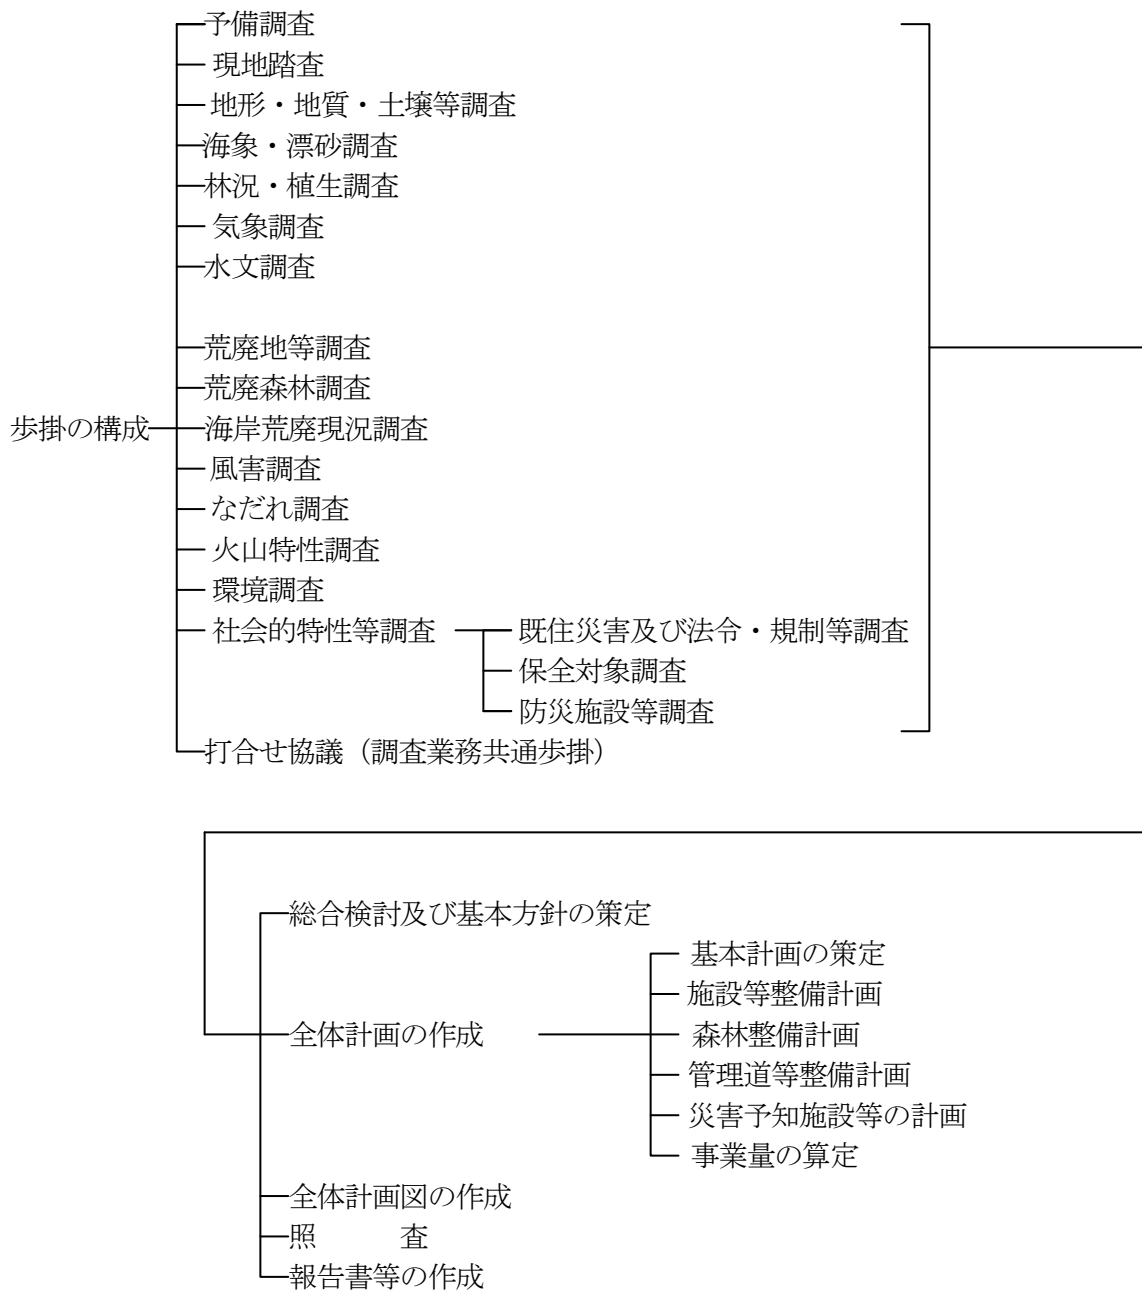 予備調査
現地踏査
地形・地質・土壌等調査
海象・漂砂調査
林況・植生調査
気象調査
水文調査
荒廃地等調査
荒廃森林調査
歩掛の構成
海岸荒廃現況調査
風害調査
なだれ調査
火山特性調査
環境調査
社会的特性等調査
既住災害及び法令・規制等調査
保全対象調査
防災施設等調査
打合せ協議（調査業務共通歩掛）
総合検討及び基本方針の策定
全体計画の作成
基本計画の策定
施設等整備計画
森林整備計画
管理道等整備計画
災害予知施設等の計画
事業量の算定
全体計画図の作成
照　　　査
報告書等の作成